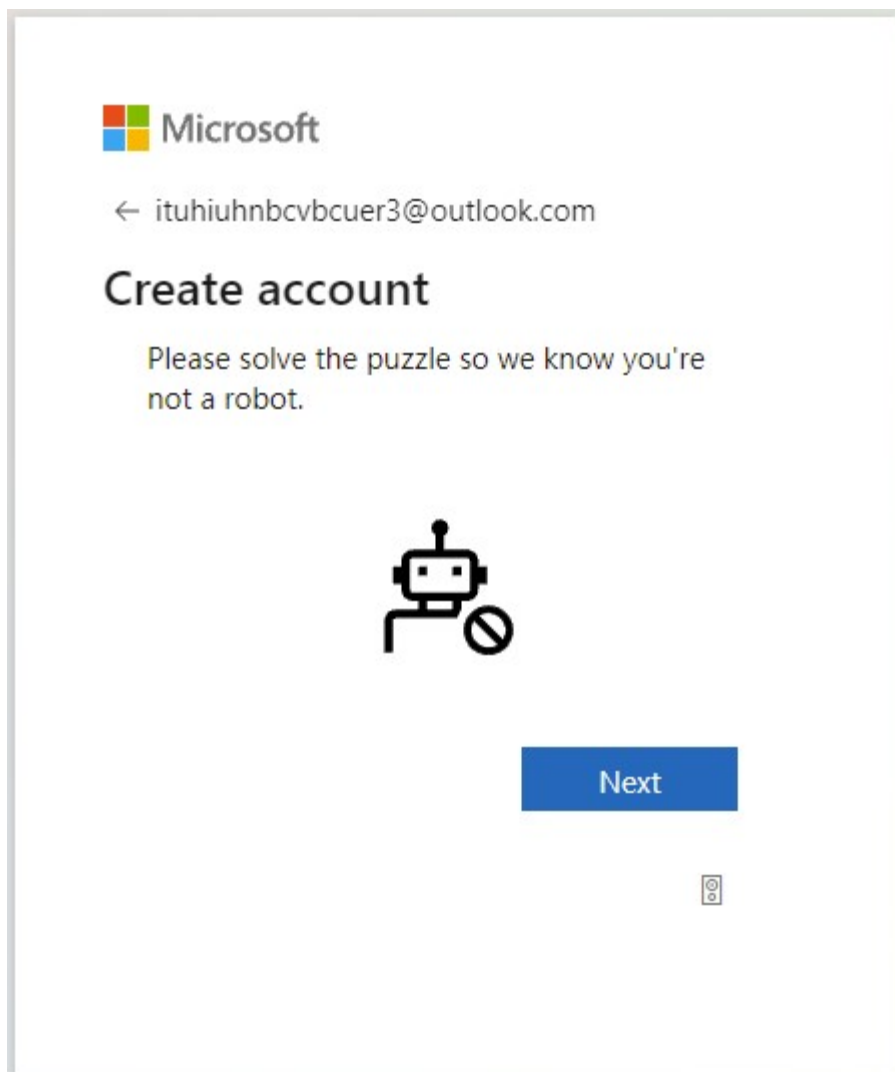 Microsoft
← ituhiuhnbcvbcuer3@outlook.com
Create account
Please solve the puzzle so we know you're
not a robot.
Next